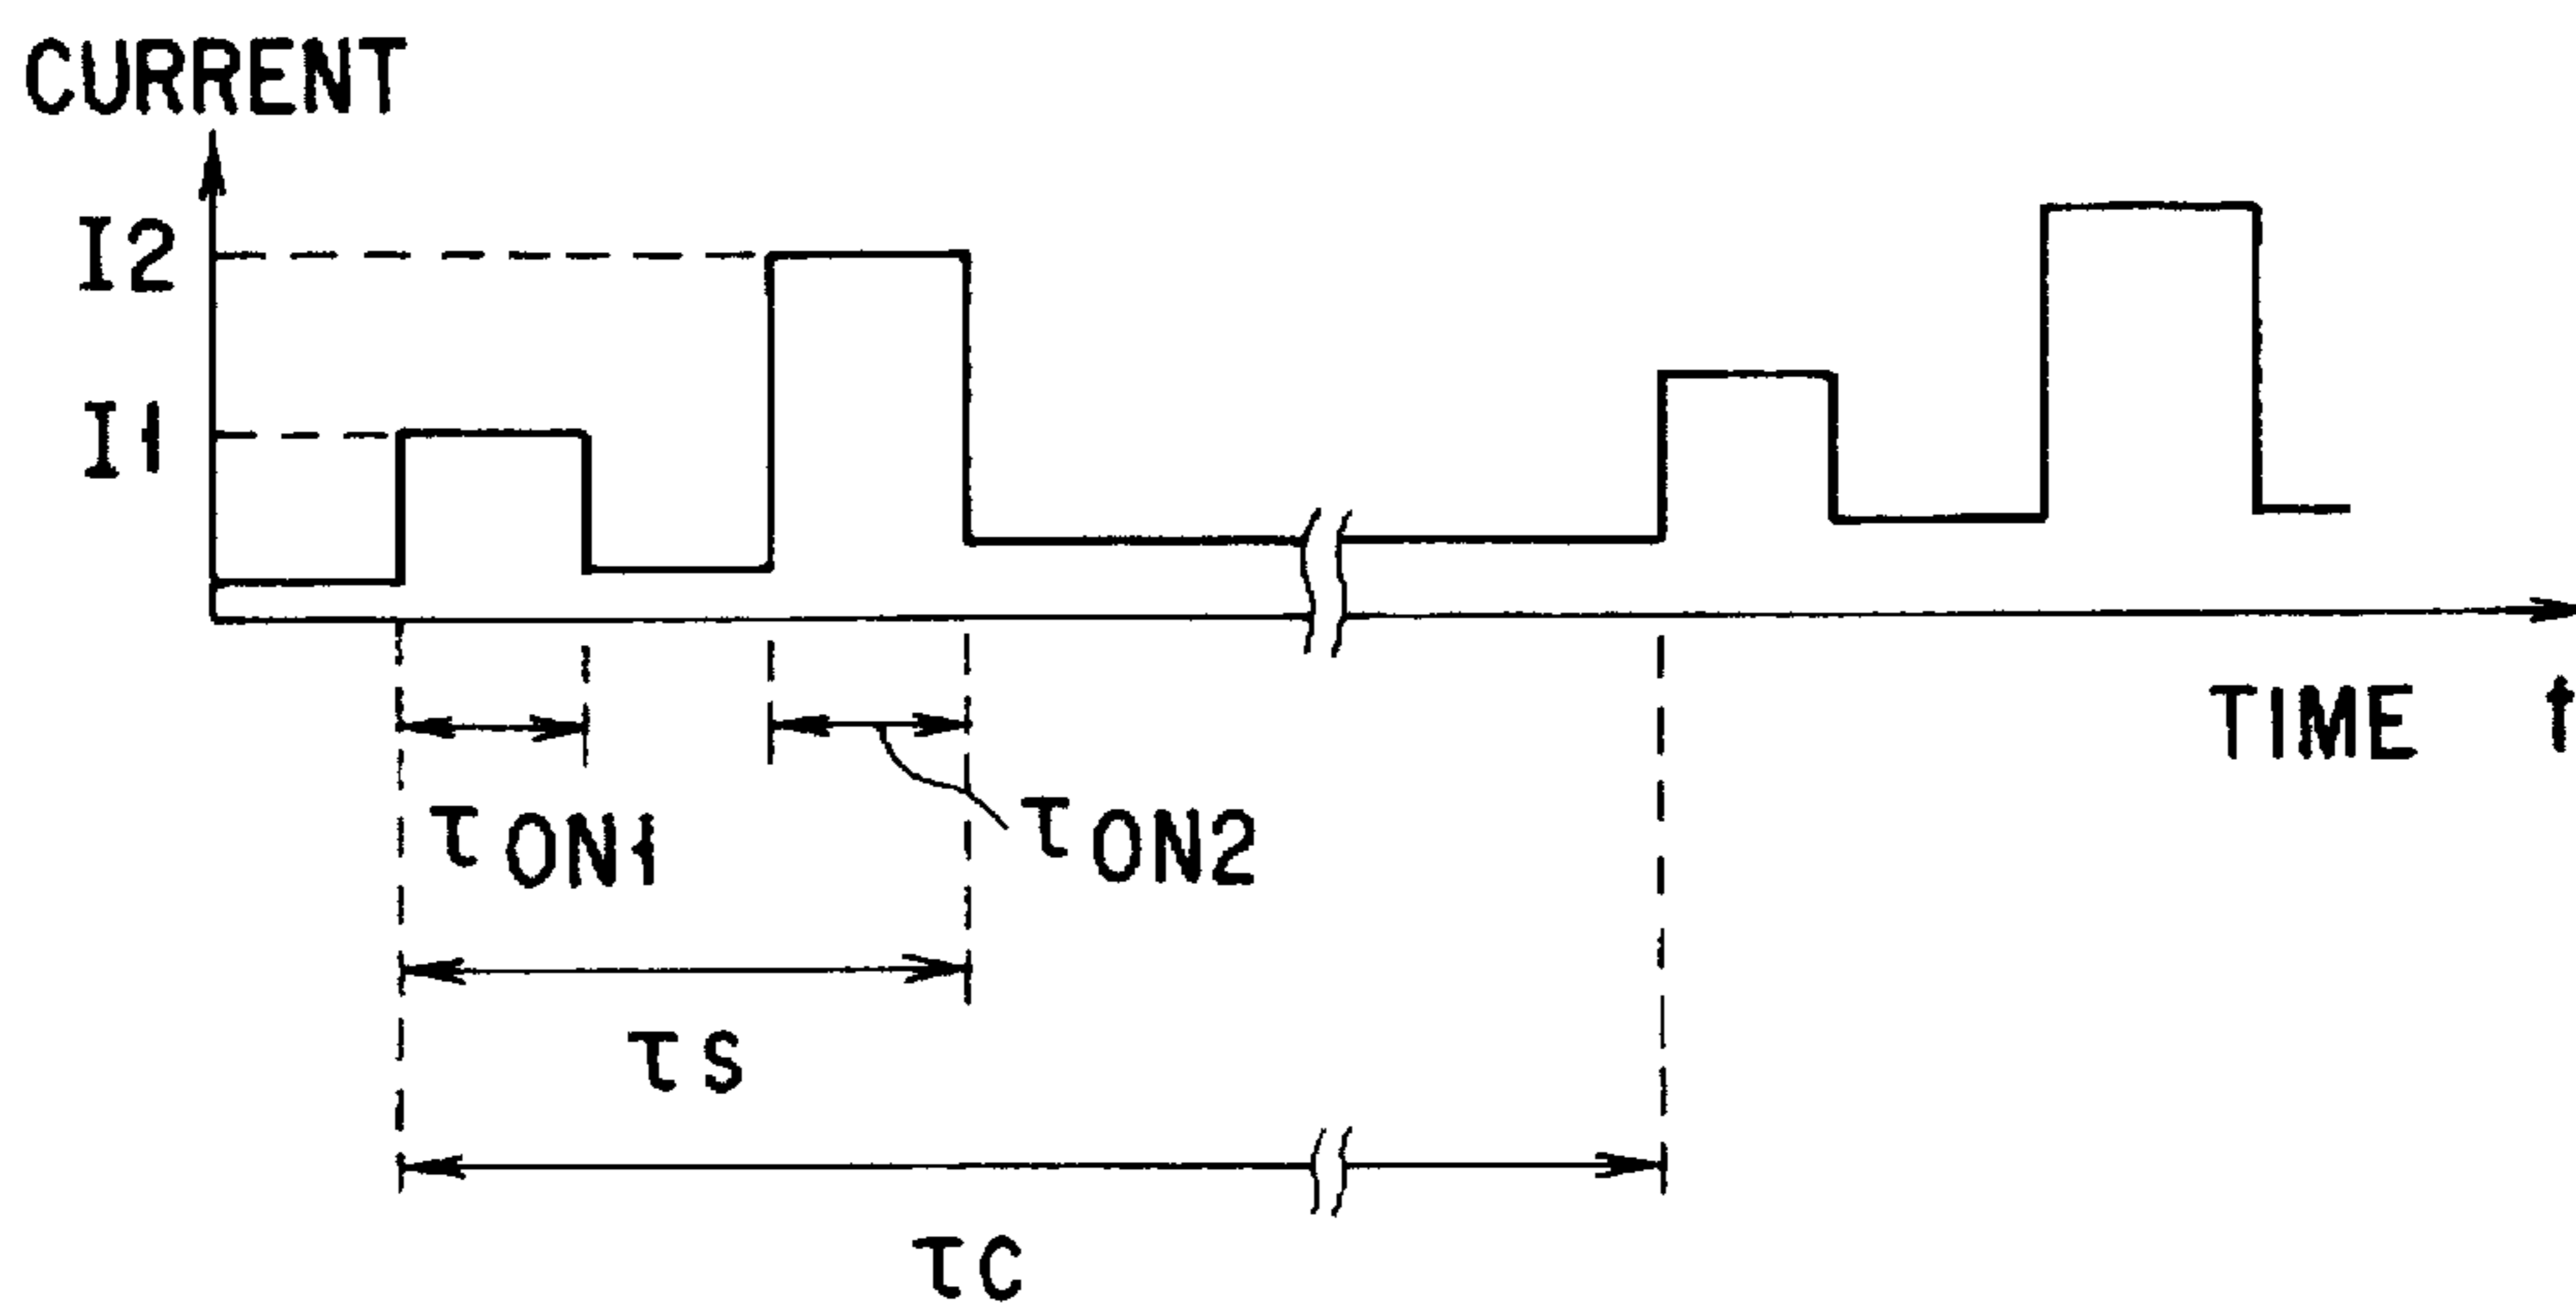 CURRENT
I2
I1
TIME t
τON1
τON2
τS
τC